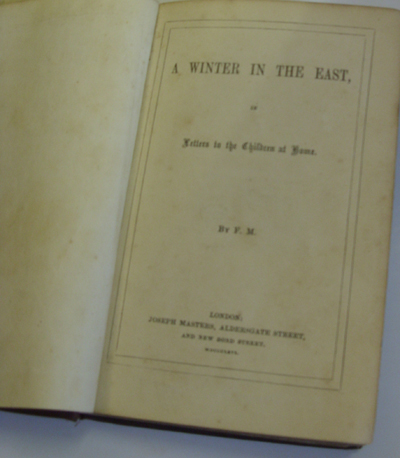 A WINTER IN THE EAST,
IN
Letters to the Children at Home.
BY F. M.
LONDON:
JOSEPH MASTERS, ALDERSGATE STREET,
AND NEW BOND STREET.